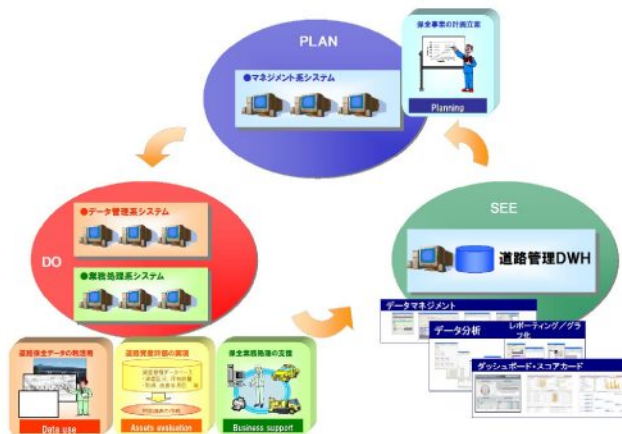 PLAN
保全事業の計画立案
●マネジメント系システム
Planning
●データ管理系システム
DO
●業務処理系システム
SEE
道路管理DWH
データマネジメント
データ分析
レポーティング／グラフ化
ダッシュボード・スコアカード
道路保全データの利活用
Data use
道路資産評価の実現
Assets evaluation
保全業務処理の支援
Business support